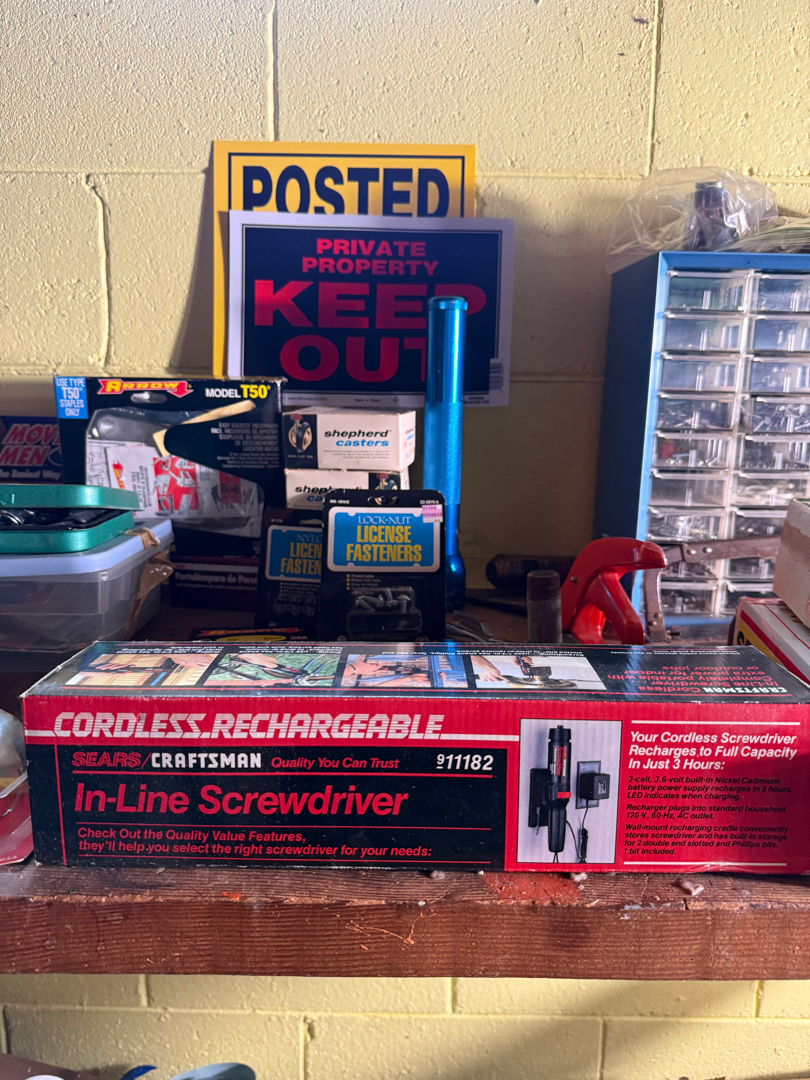 POSTED
PRIVATE
PROPERTY
KEEP
OUT
USE TYPE
T50
STAPLES
ONLY
ARROW
MODEL T50
EASY SQUEEZE MECHANISM
shepherd
casters
LOCK-NUT
LICENSE
FASTENERS
CORDLESS RECHARGEABLE
SEARS/CRAFTSMAN Quality You Can Trust 911182
In-Line Screwdriver
Check Out the Quality Value Features,
they'll help you select the right screwdriver for your needs:
Your Cordless Screwdriver
Recharges to Full Capacity
In Just 3 Hours:
3-cell, 3.6-volt built-in Nickel Cadmium
battery power supply recharges in 3 hours,
LED indicates when charging.
Recharger plugs into standard household
120-V, 60-Hz, AC outlet.
Wall-mount recharging cradle conveniently
stores screwdriver and has built-in storage
for 2 double end slotted and Phillips bits,
1 bit included.
CRAFTSMAN